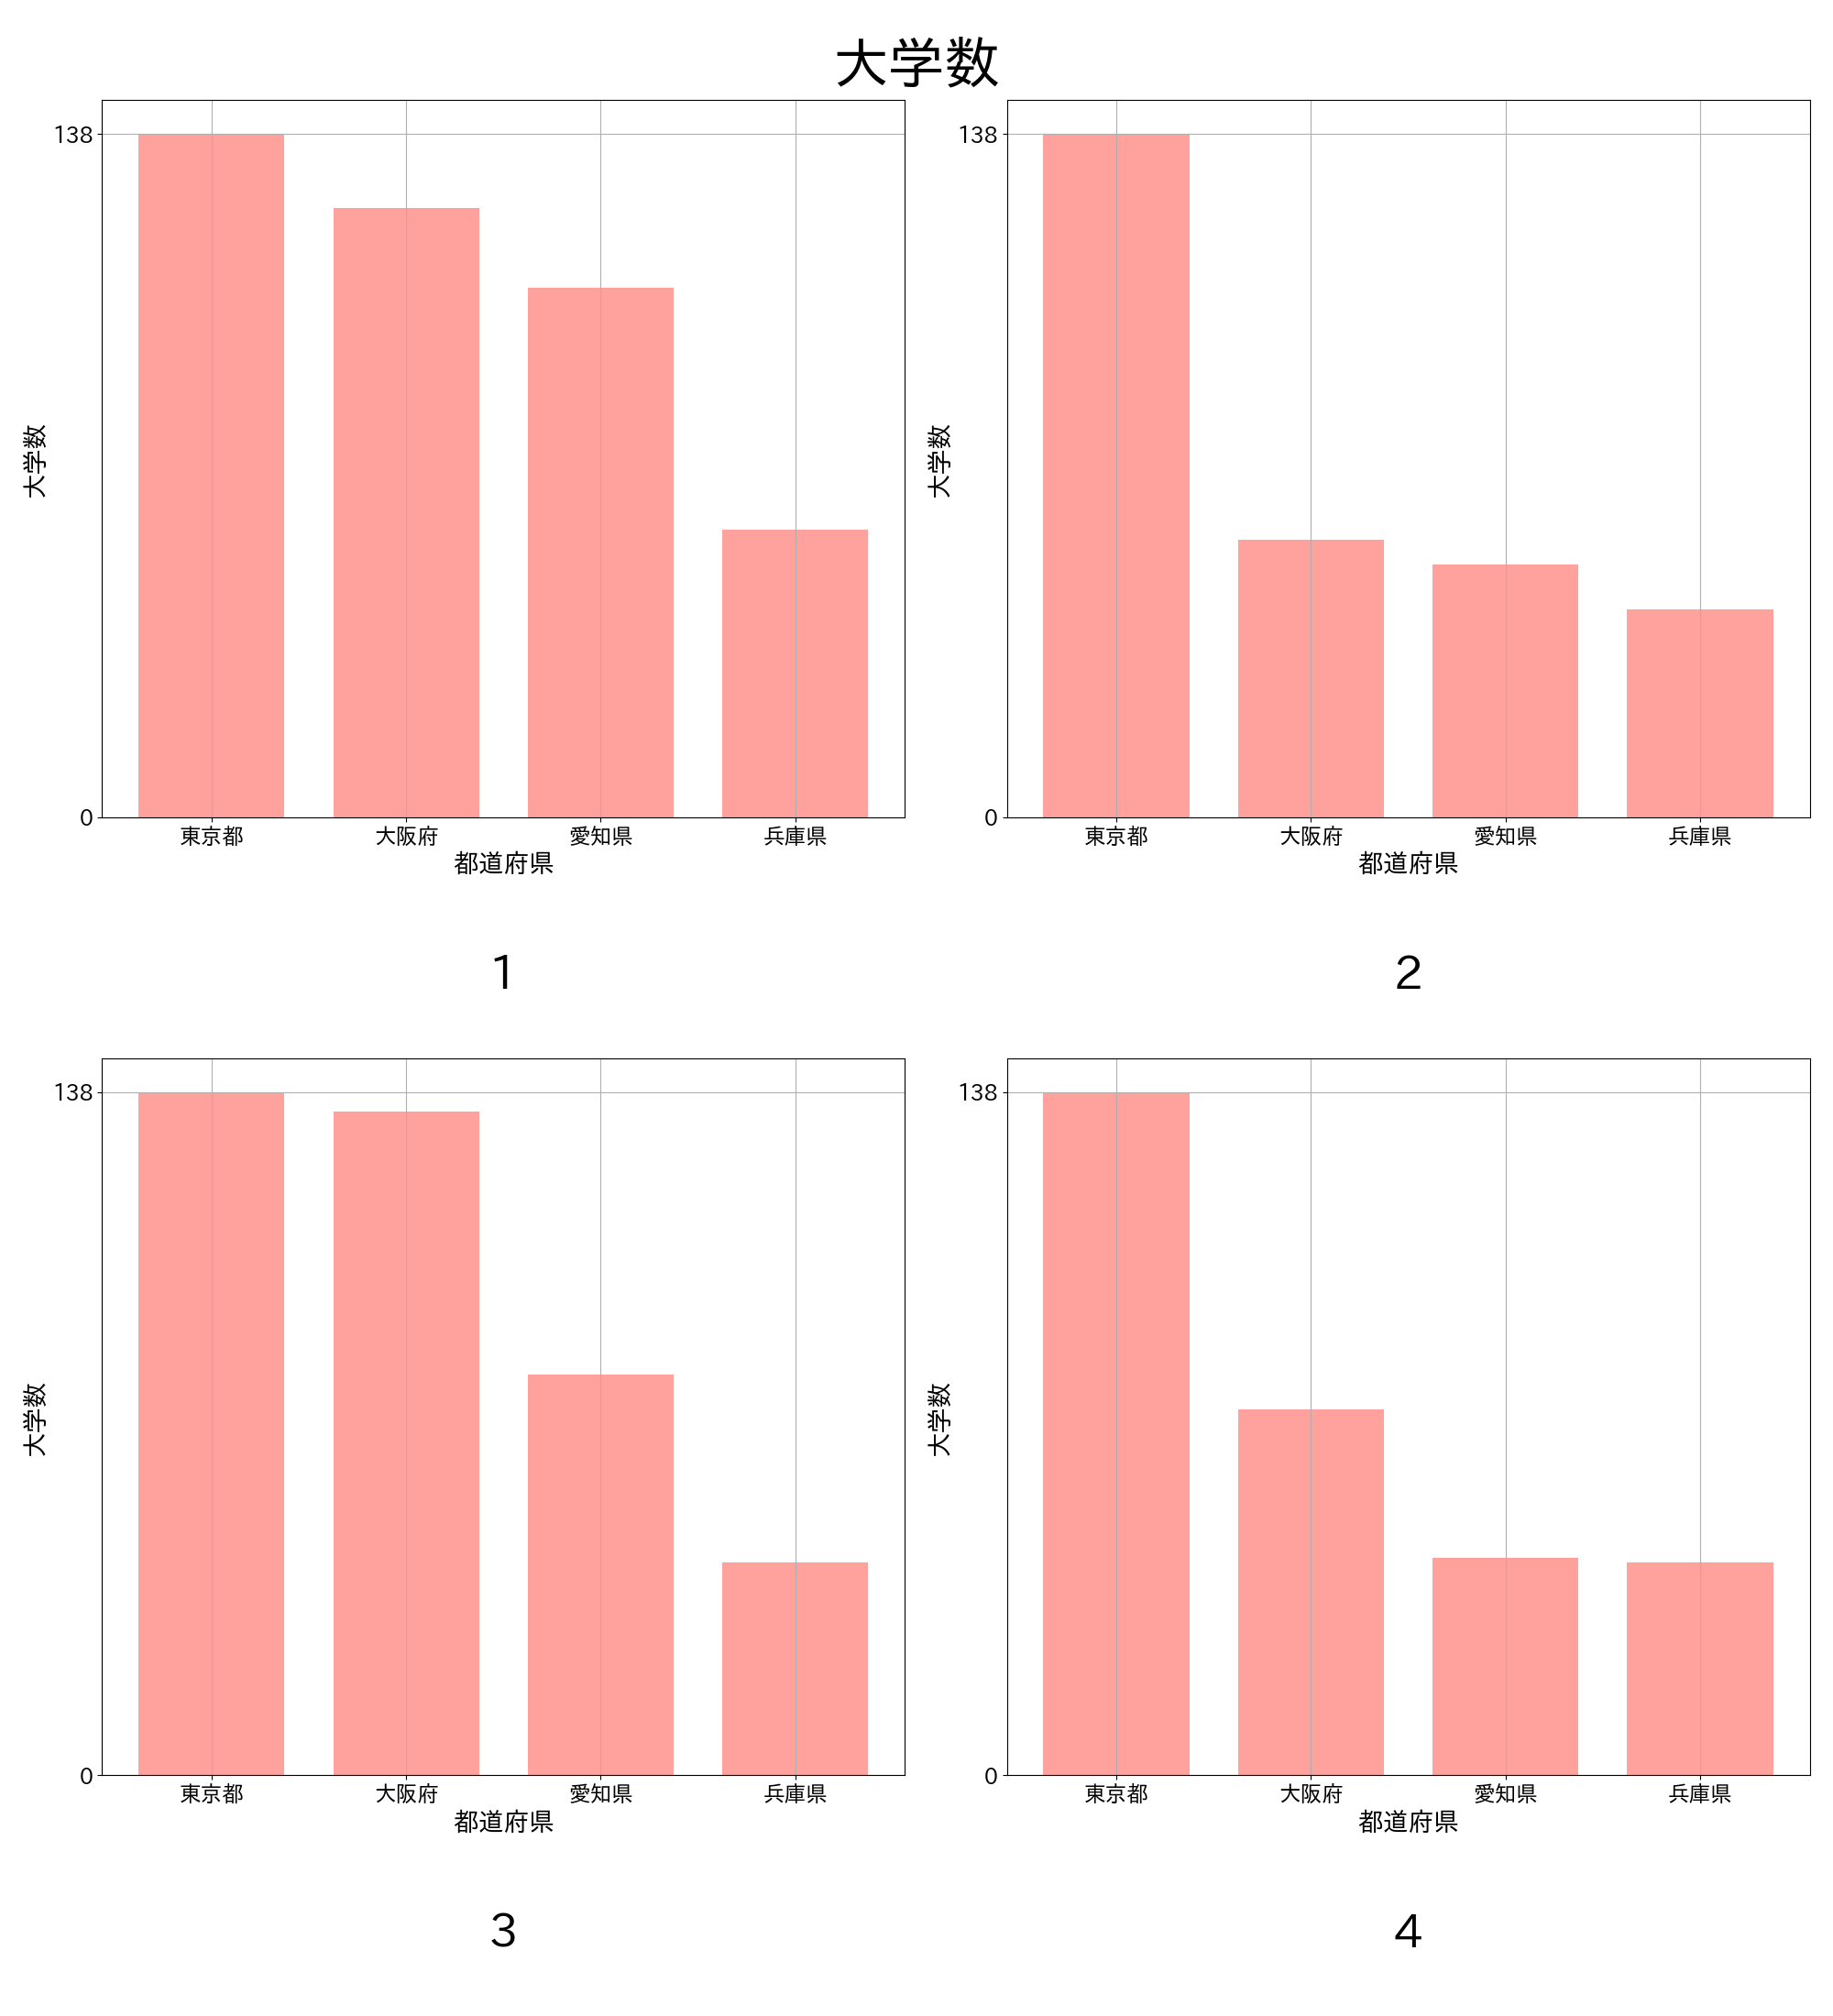 大学数
138
0
大学数
東京都 大阪府 愛知県 兵庫県
都道府県
1
138
0
大学数
東京都 大阪府 愛知県 兵庫県
都道府県
2
138
0
大学数
東京都 大阪府 愛知県 兵庫県
都道府県
3
138
0
大学数
東京都 大阪府 愛知県 兵庫県
都道府県
4